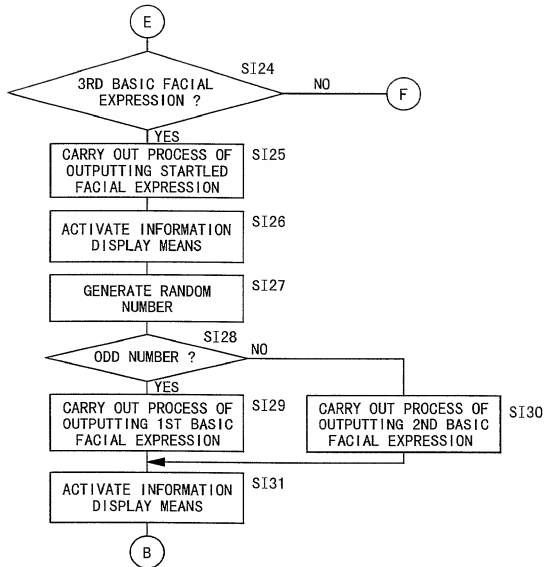 E
SI24
3RD BASIC FACIAL
EXPRESSION ?
NO
F
YES
CARRY OUT PROCESS OF
OUTPUTTING STARTLED
FACIAL EXPRESSION
SI25
ACTIVATE INFORMATION
DISPLAY MEANS
SI26
GENERATE RANDOM
NUMBER
SI27
SI28
ODD NUMBER ?
NO
YES
CARRY OUT PROCESS OF
OUTPUTTING 1ST BASIC
FACIAL EXPRESSION
SI29
CARRY OUT PROCESS OF
OUTPUTTING 2ND BASIC
FACIAL EXPRESSION
SI30
ACTIVATE INFORMATION
DISPLAY MEANS
SI31
B